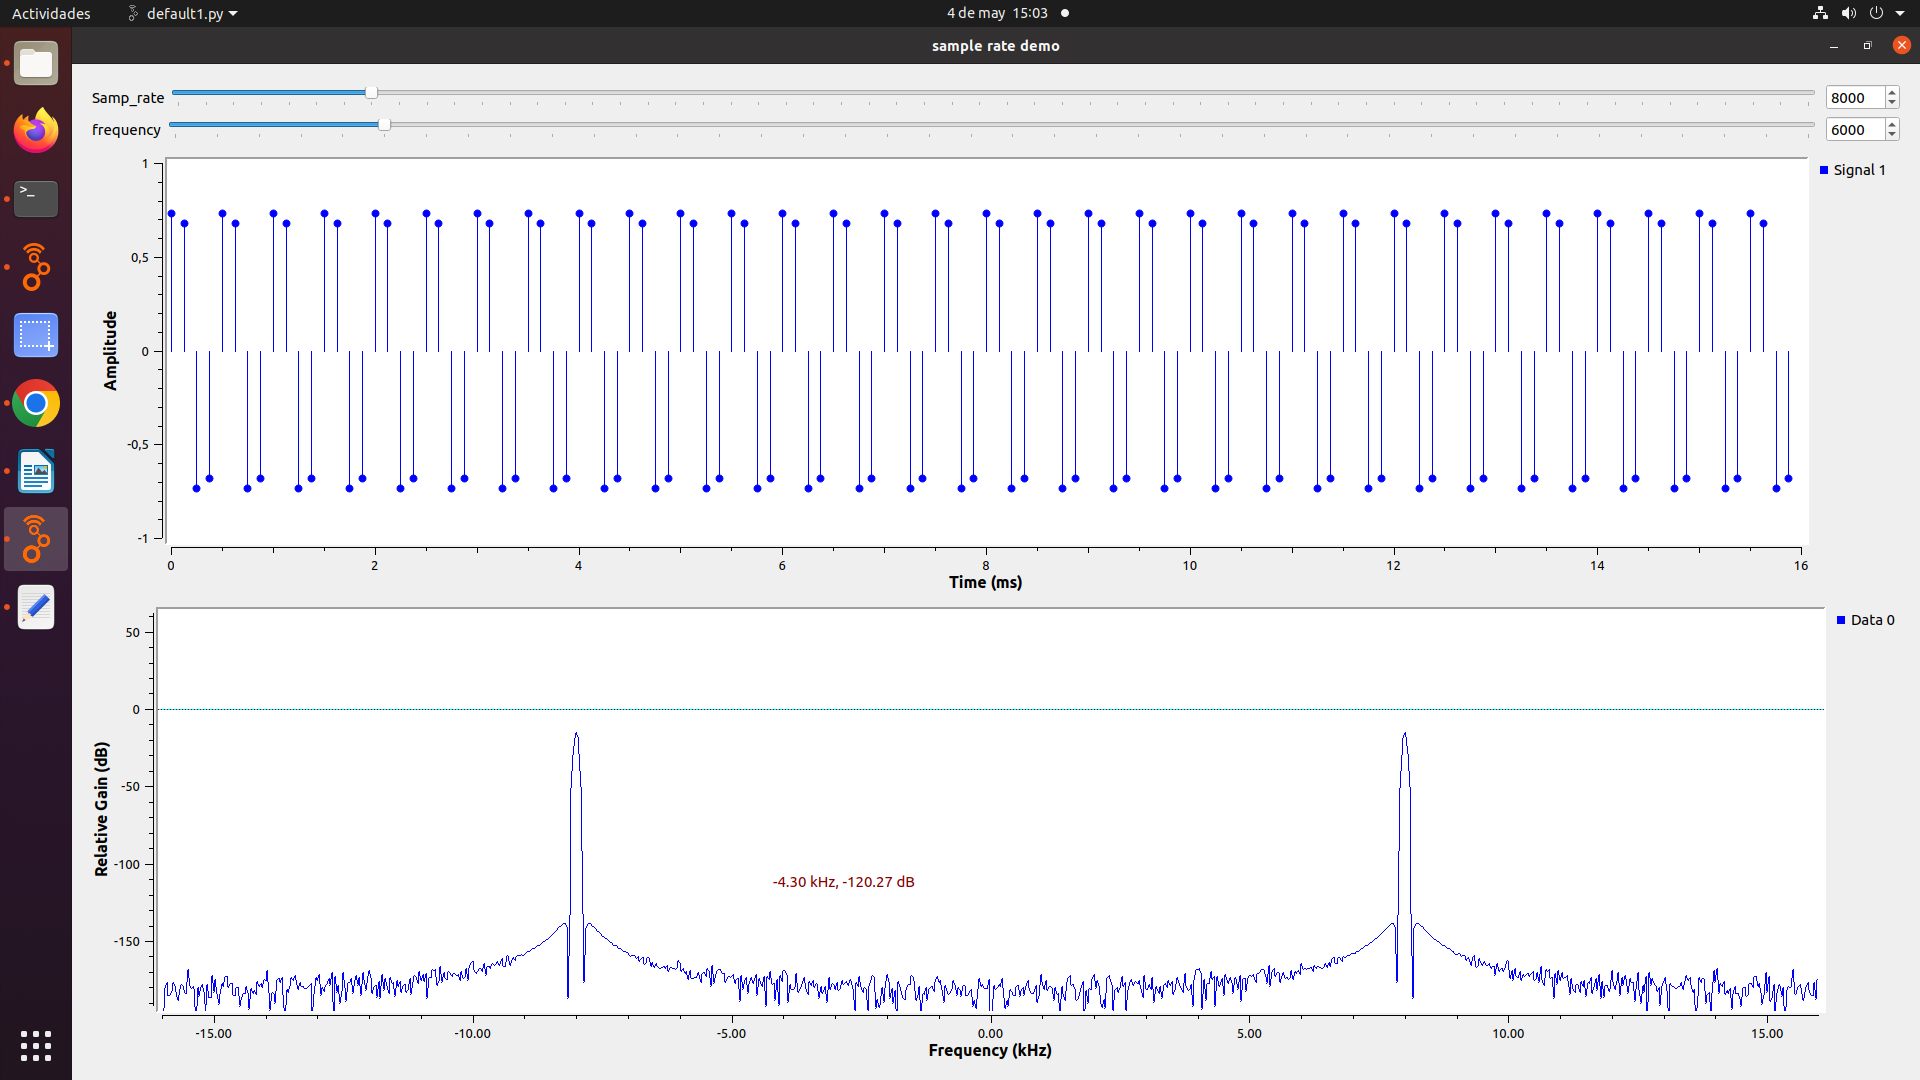 Actividades default1.py 4 de may 15:03
sample rate demo
Samp_rate 8000
frequency 6000
1
0,5
0
-0,5
-1
Amplitude
Signal 1
0 2 4 6 8 10 12 14 16
Time (ms)
50
0
-50
-100
-150
Relative Gain (dB)
Data 0
-4.30 kHz, -120.27 dB
-15.00 -10.00 -5.00 0.00 5.00 10.00 15.00
Frequency (kHz)